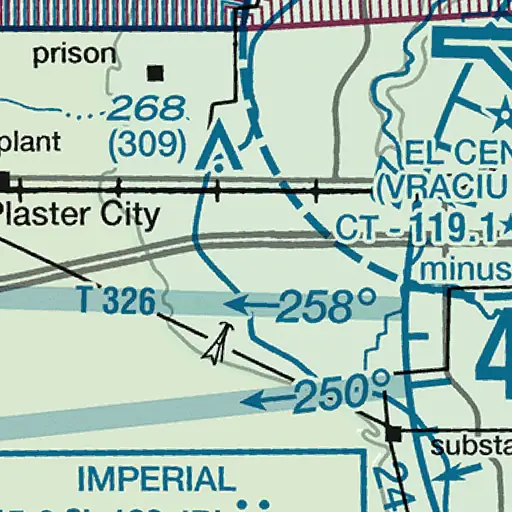 prison
268
(309)
plant
EL CEN
(VRACIU
Plaster City
CT - 119.1★
minus
T 326
←258°
←250°
substa
IMPERIAL